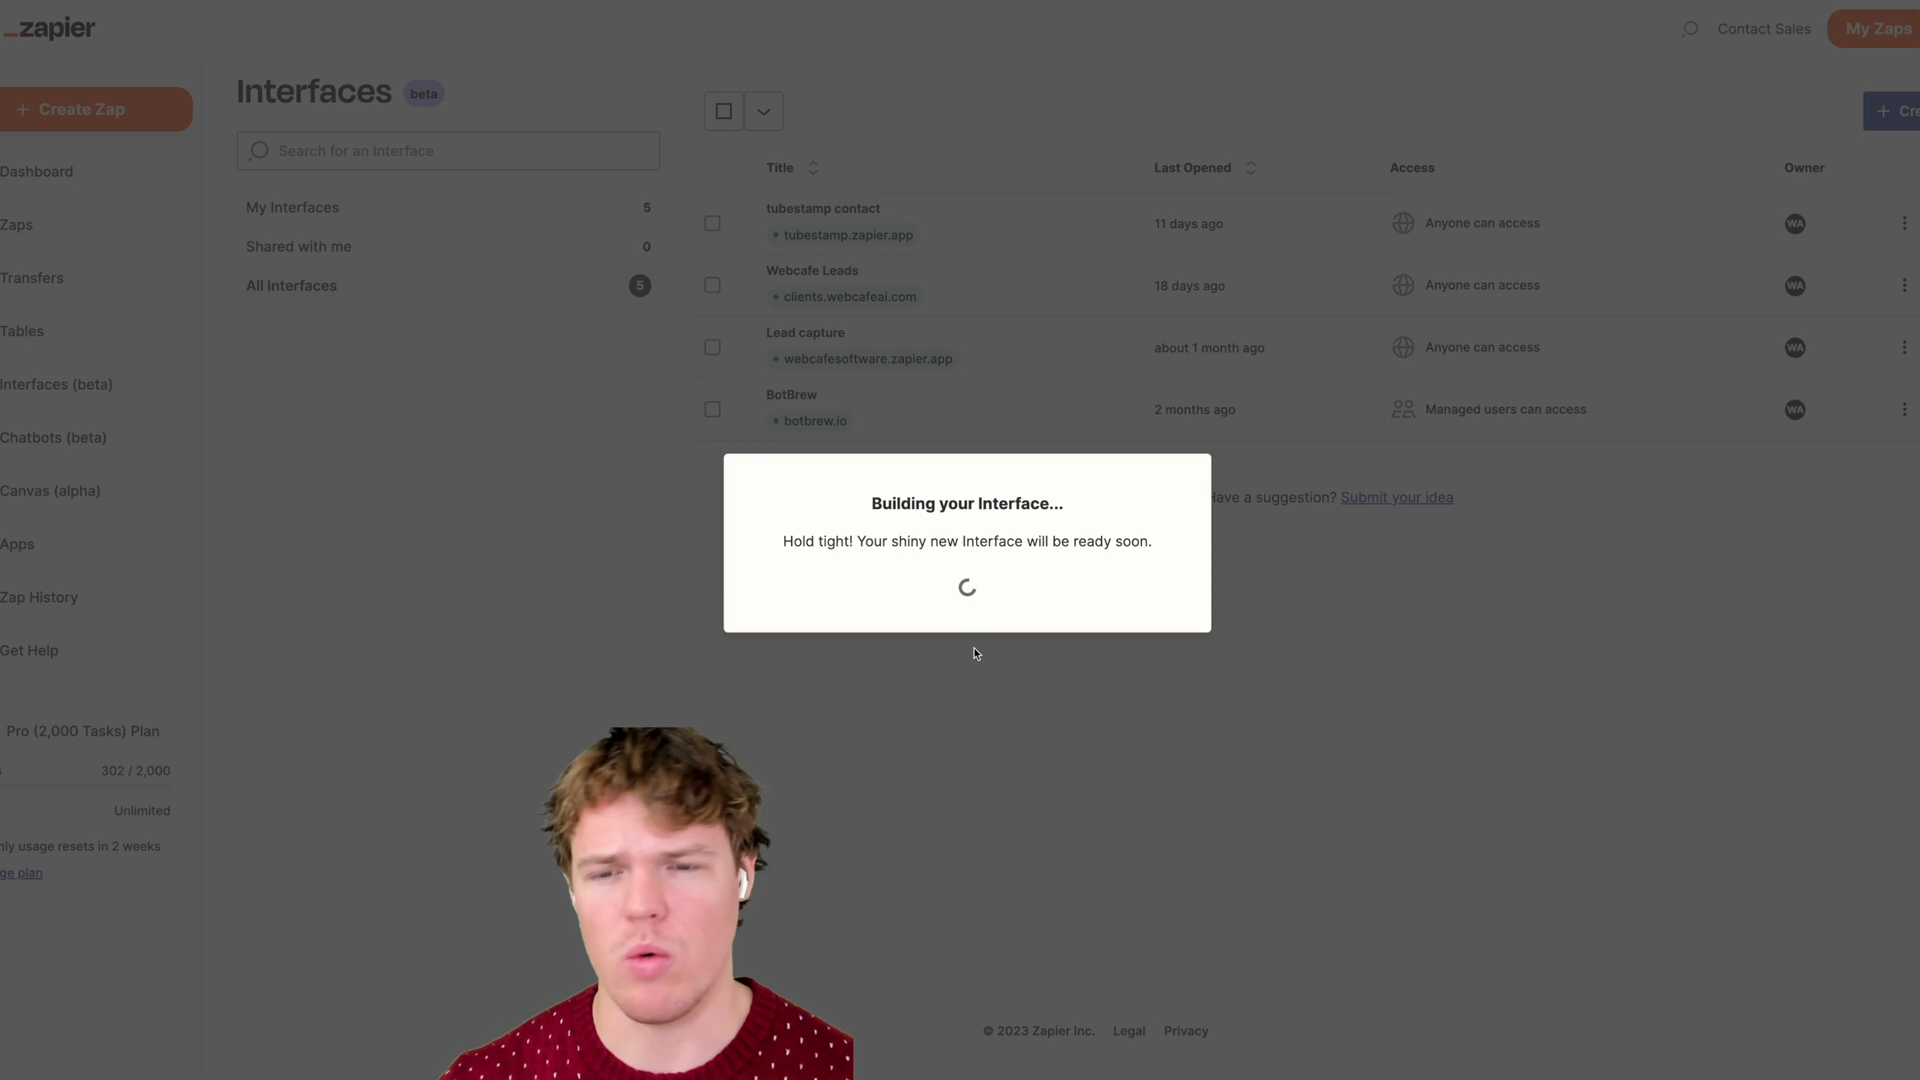 zapier
Contact Sales
My Zaps
+ Create Zap
Dashboard
Zaps
Transfers
Tables
Interfaces (beta)
Chatbots (beta)
Canvas (alpha)
Apps
Zap History
Get Help
Pro (2,000 Tasks) Plan
302 / 2,000
Unlimited
usage resets in 2 weeks
plan
Interfaces beta
Search for an Interface
My Interfaces 5
Shared with me 0
All Interfaces 5
+ Cre
Title Last Opened Access Owner
tubestamp contact
tubestamp.zapier.app
11 days ago Anyone can access WA
Webcafe Leads
clients.webcafeai.com
18 days ago Anyone can access WA
Lead capture
webcafesoftware.zapier.app
about 1 month ago Anyone can access WA
BotBrew
botbrew.io
2 months ago Managed users can access WA
Have a suggestion? Submit your idea
Building your Interface...
Hold tight! Your shiny new Interface will be ready soon.
© 2023 Zapier Inc. Legal Privacy